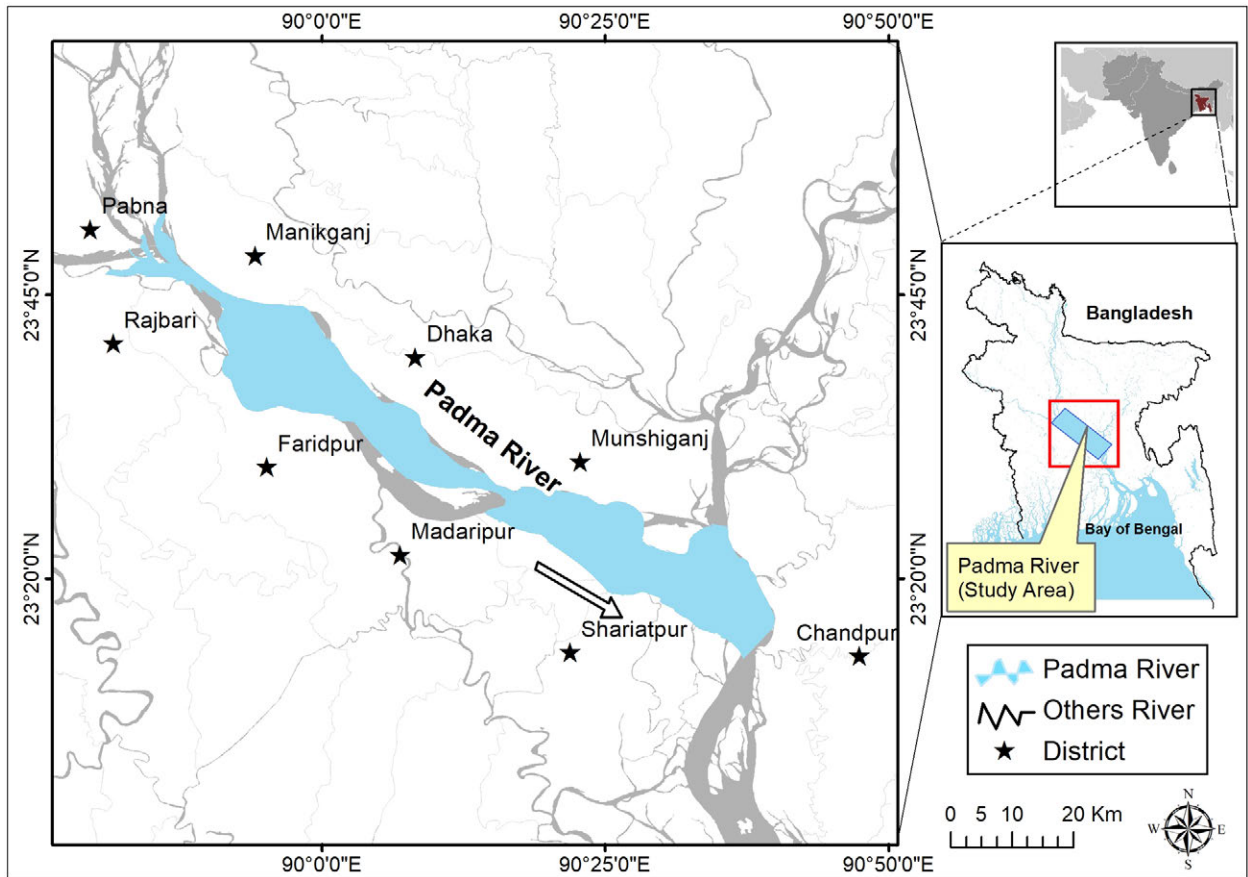 90°0'0"E
90°25'0"E
90°50'0"E
Pabna
Manikganj
23°45'0"N
23°45'0"N
Rajbari
Dhaka
Padma River
Faridpur
Munshiganj
Madaripur
23°20'0"N
23°20'0"N
Shariatpur
Chandpur
90°0'0"E
90°25'0"E
90°50'0"E
Bangladesh
Bay of Bengal
Padma River
(Study Area)
Padma River
Others River
District
0 5 10 20 Km
N
W E
S